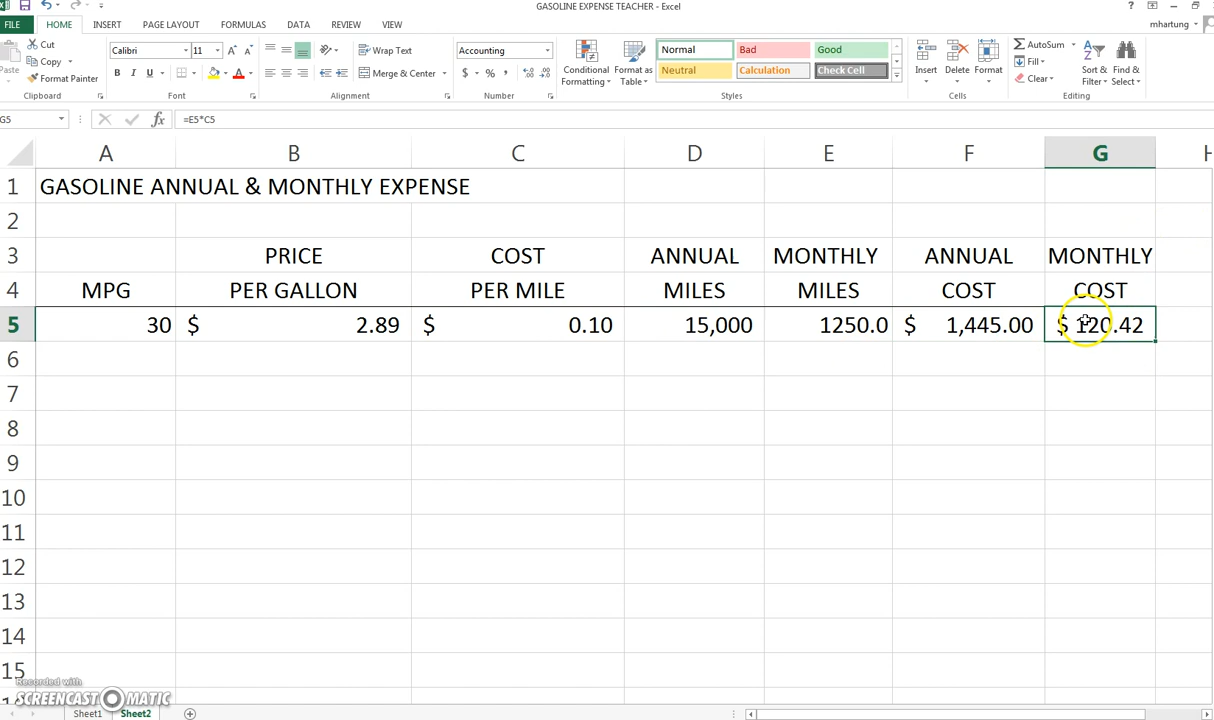 GASOLINE EXPENSE TEACHER - Excel
?
FILE HOME INSERT PAGE LAYOUT FORMULAS DATA REVIEW VIEW mhartung
Paste Cut Copy Format Painter
Calibri 11 A A B I U A
Wrap Text Merge & Center
Accounting $ % ,
Conditional Formatting Format as Table
Normal Bad Good
Neutral Calculation Check Cell
Insert Delete Format
AutoSum Fill Clear Sort & Filter Find & Select
Clipboard Font Alignment Number Styles Cells Editing
G5 fx =E5*C5
A B C D E F G H
1 GASOLINE ANNUAL & MONTHLY EXPENSE
2
3 PRICE COST ANNUAL MONTHLY ANNUAL MONTHLY
4 MPG PER GALLON PER MILE MILES MILES COST COST
5 30 $ 2.89 $ 0.10 15,000 1250.0 $ 1,445.00 $ 120.42
6
7
8
9
10
11
12
13
14
15
Recorded with
SCREENCAST O MATIC
Sheet1 Sheet2